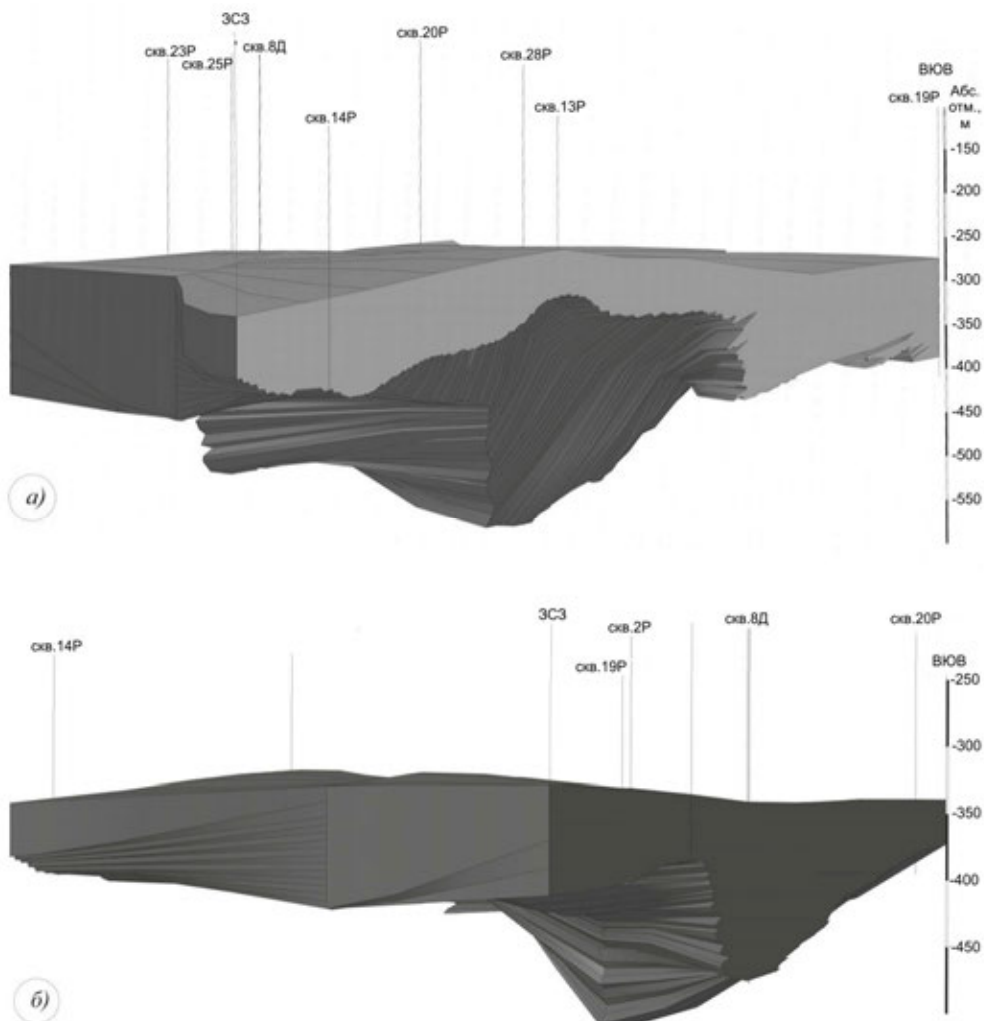 ЗСЗ
скв.20Р
скв.23Р
скв.8Д
скв.28Р
скв.25Р
ВЮВ
Абс.
отм.,
м
скв.19Р
скв.13Р
скв.14Р
-150
-200
-250
-300
-350
-400
-450
-500
-550
а)
ЗСЗ
скв.2Р
скв.8Д
скв.20Р
скв.14Р
скв.19Р
ВЮВ
-250
-300
-350
-400
-450
б)